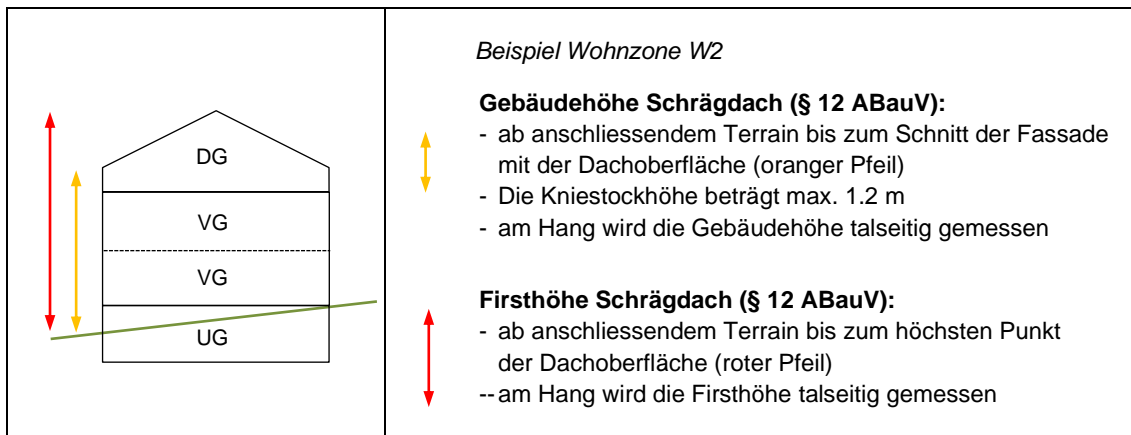 DG
VG
VG
UG
Beispiel Wohnzone W2
Gebäudehöhe Schrägdach (§ 12 ABauV):
- ab anschliessendem Terrain bis zum Schnitt der Fassade
mit der Dachoberfläche (oranger Pfeil)
- Die Kniestockhöhe beträgt max. 1.2 m
- am Hang wird die Gebäudehöhe talseitig gemessen
Firsthöhe Schrägdach (§ 12 ABauV):
- ab anschliessendem Terrain bis zum höchsten Punkt
der Dachoberfläche (roter Pfeil)
-- am Hang wird die Firsthöhe talseitig gemessen